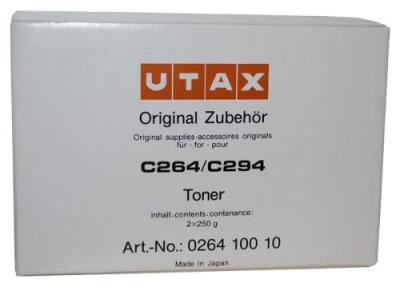 UTAX
Original Zubehör
Original supplies-accessoires originals
für - for - pour
C264/C294
Toner
inhalt-contents-contenance:
2×250 g
Art.-No.: 0264 100 10
Made in Japan